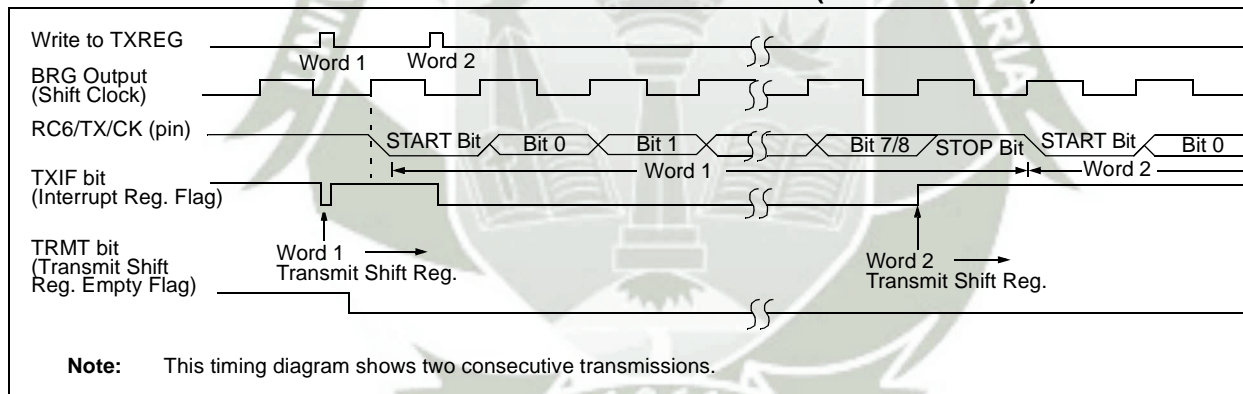 Write to TXREG
Word 1 Word 2
BRG Output
(Shift Clock)
RC6/TX/CK (pin)
START Bit Bit 0 Bit 1 Bit 7/8 STOP Bit START Bit Bit 0
Word 1 Word 2
TXIF bit
(Interrupt Reg. Flag)
TRMT bit
(Transmit Shift
Reg. Empty Flag)
Word 1
Transmit Shift Reg.
Word 2
Transmit Shift Reg.
Note: This timing diagram shows two consecutive transmissions.